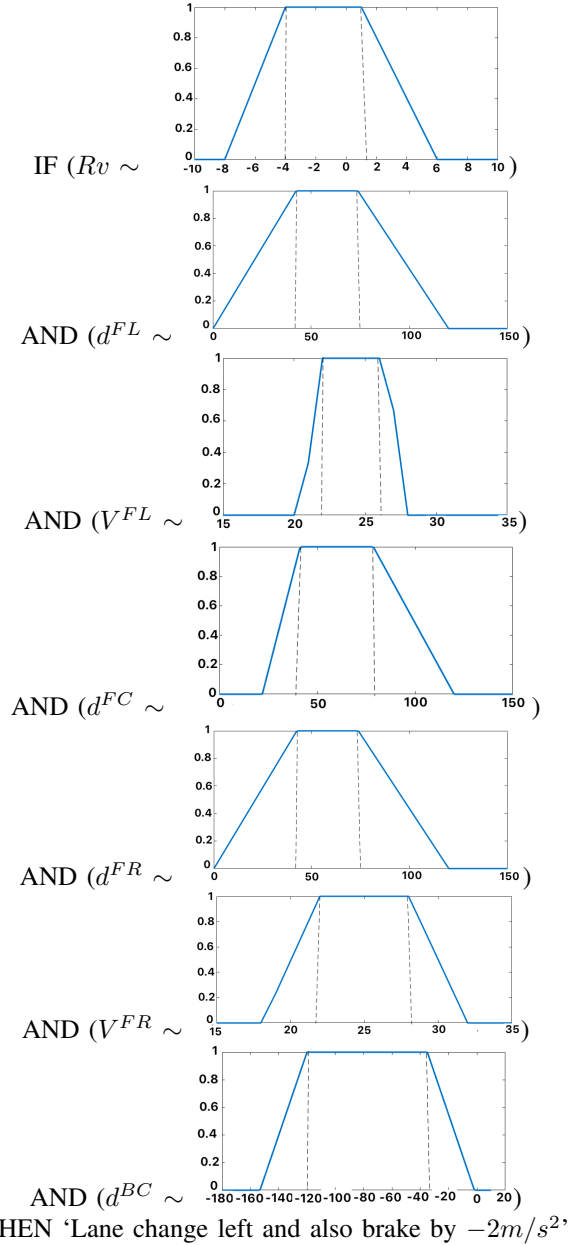 1
0.8
0.6
0.4
0.2
0
-10 -8 -6 -4 -2 0 2 4 6 8 10
IF (Rv ∼ )
1
0.8
0.6
0.4
0.2
0
0 50 100 150
AND (d^{FL} ∼ )
1
0.8
0.6
0.4
0.2
0
15 20 25 30 35
AND (V^{FL} ∼ )
1
0.8
0.6
0.4
0.2
0
0 50 100 150
AND (d^{FC} ∼ )
1
0.8
0.6
0.4
0.2
0
0 50 100 150
AND (d^{FR} ∼ )
1
0.8
0.6
0.4
0.2
0
15 20 25 30 35
AND (V^{FR} ∼ )
1
0.8
0.6
0.4
0.2
0
-180 -160 -140 -120 -100 -80 -60 -40 -20 0 20
AND (d^{BC} ∼ )
HEN ‘Lane change left and also brake by −2m/s²’